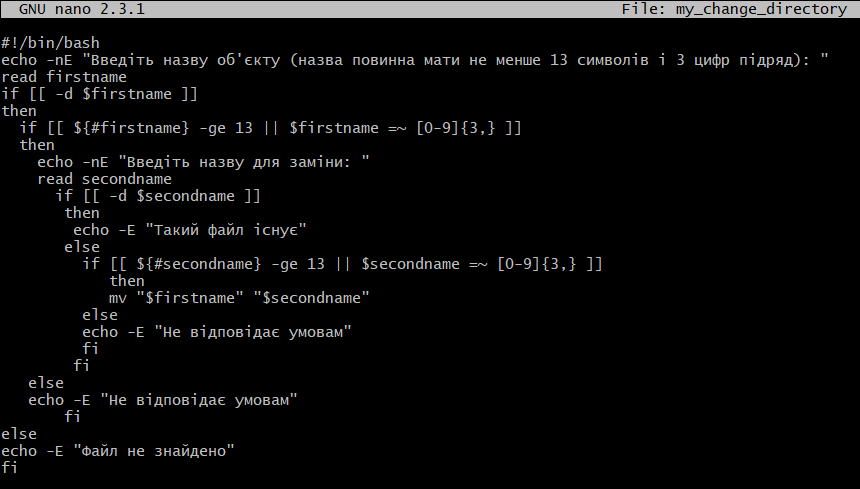 GNU nano 2.3.1 File: my_change_directory
#!/bin/bash
echo -nE "Введіть назву об'єкту (назва повинна мати не менше 13 символів і 3 цифр підряд): "
read firstname
if [[ -d $firstname ]]
then
if [[ ${#firstname} -ge 13 || $firstname =~ [0-9]{3,} ]]
then
echo -nE "Введіть назву для заміни: "
read secondname
if [[ -d $secondname ]]
then
echo -E "Такий файл існує"
else
if [[ ${#secondname} -ge 13 || $secondname =~ [0-9]{3,} ]]
then
mv "$firstname" "$secondname"
else
echo -E "Не відповідає умовам"
fi
fi
else
echo -E "Не відповідає умовам"
fi
else
echo -E "Файл не знайдено"
fi